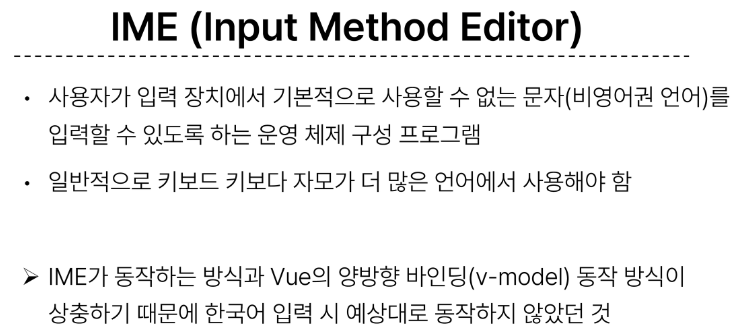 IME (Input Method Editor)
• 사용자가 입력 장치에서 기본적으로 사용할 수 없는 문자(비영어권 언어)를
입력할 수 있도록 하는 운영 체제 구성 프로그램
• 일반적으로 키보드 키보다 자모가 더 많은 언어에서 사용해야 함
➢ IME가 동작하는 방식과 Vue의 양방향 바인딩(v-model) 동작 방식이
상충하기 때문에 한국어 입력 시 예상대로 동작하지 않았던 것